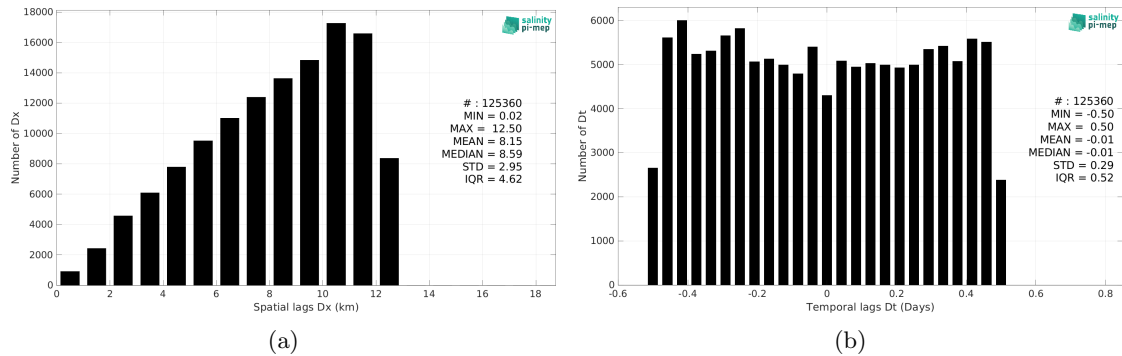 18000
16000
14000
12000
10000
8000
6000
4000
2000
0
Number of Dx
salinity
pi-mep
# : 125360
MIN = 0.02
MAX = 12.50
MEAN = 8.15
MEDIAN = 8.59
STD = 2.95
IQR = 4.62
0 2 4 6 8 10 12 14 16 18
Spatial lags Dx (km)
(a)
6000
5000
4000
3000
2000
1000
0
Number of Dt
salinity
pi-mep
# : 125360
MIN = -0.50
MAX = 0.50
MEAN = -0.01
MEDIAN = -0.01
STD = 0.29
IQR = 0.52
-0.6 -0.4 -0.2 0 0.2 0.4 0.6 0.8
Temporal lags Dt (Days)
(b)